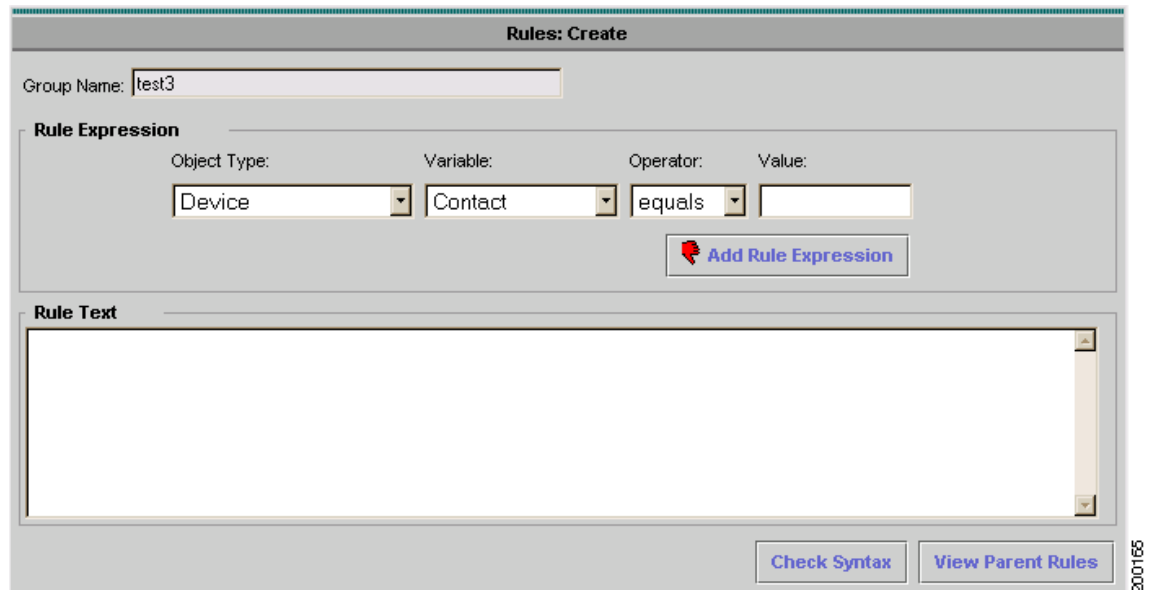 Rules: Create
Group Name: test3
Rule Expression
Object Type: Variable: Operator: Value:
Device Contact equals
Add Rule Expression
Rule Text
Check Syntax View Parent Rules
200165